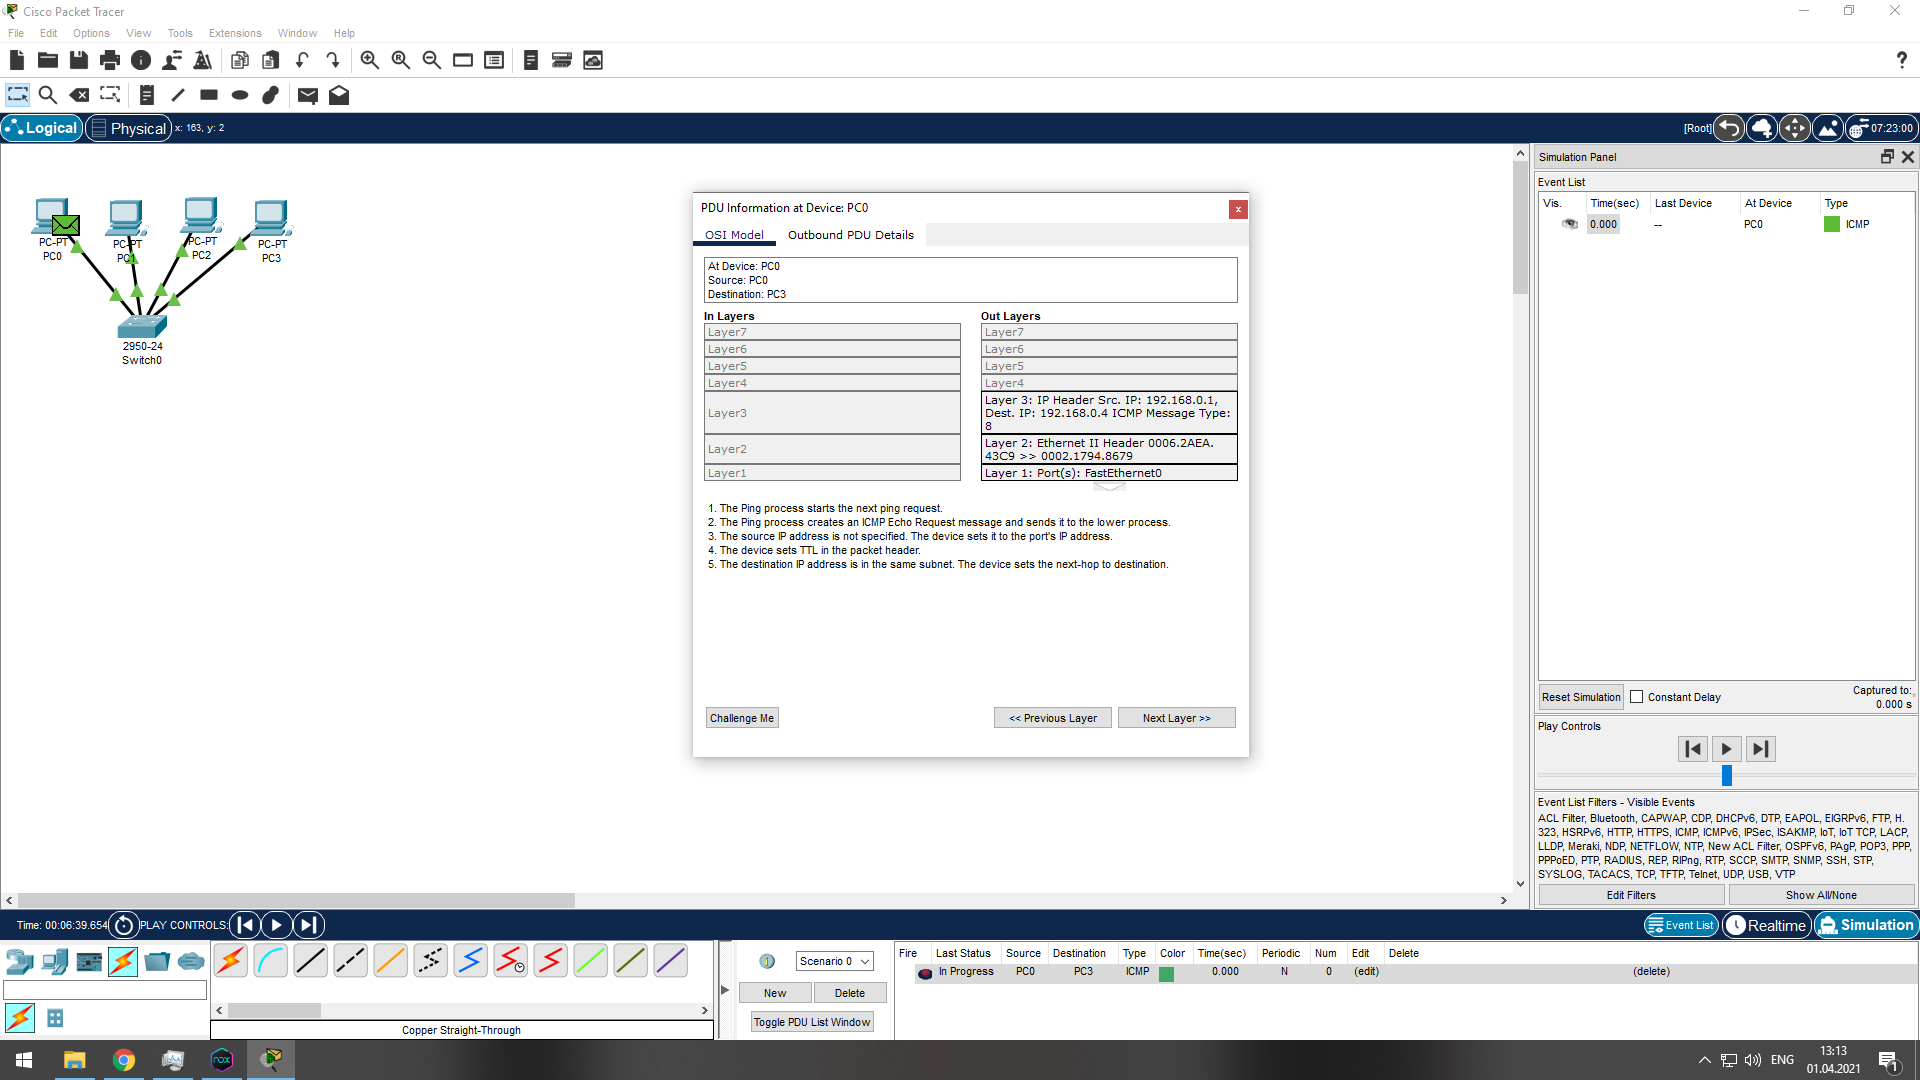 Cisco Packet Tracer
File Edit Options View Tools Extensions Window Help
Logical Physical x: 163, y: 2 [Root] 07:23:00
PC-PT
PC0
PC-PT
PC1
PC-PT
PC2
PC-PT
PC3
2950-24
Switch0
PDU Information at Device: PC0
x
OSI Model Outbound PDU Details
At Device: PC0
Source: PC0
Destination: PC3
In Layers
Layer7
Layer6
Layer5
Layer4
Layer3
Layer2
Layer1
Out Layers
Layer7
Layer6
Layer5
Layer4
Layer 3: IP Header Src. IP: 192.168.0.1,
Dest. IP: 192.168.0.4 ICMP Message Type:
8
Layer 2: Ethernet II Header 0006.2AEA.
43C9 >> 0002.1794.8679
Layer 1: Port(s): FastEthernet0
1. The Ping process starts the next ping request.
2. The Ping process creates an ICMP Echo Request message and sends it to the lower process.
3. The source IP address is not specified. The device sets it to the port's IP address.
4. The device sets TTL in the packet header.
5. The destination IP address is in the same subnet. The device sets the next-hop to destination.
Challenge Me << Previous Layer Next Layer >>
Simulation Panel
Event List
Vis. Time(sec) Last Device At Device Type
0.000 -- PC0 ICMP
Reset Simulation Constant Delay Captured to:
0.000 s
Play Controls
Event List Filters - Visible Events
ACL Filter, Bluetooth, CAPWAP, CDP, DHCPv6, DTP, EAPOL, EIGRPv6, FTP, H.
323, HSRPv6, HTTP, HTTPS, ICMP, ICMPv6, IPSec, ISAKMP, IoT, IoT TCP, LACP,
LLDP, Meraki, NDP, NETFLOW, NTP, New ACL Filter, OSPFv6, PAgP, POP3, PPP,
PPPoED, PTP, RADIUS, REP, RIPng, RTP, SCCP, SMTP, SNMP, SSH, STP,
SYSLOG, TACACS, TCP, TFTP, Telnet, UDP, USB, VTP
Edit Filters Show All/None
Time: 00:06:39.654 PLAY CONTROLS: Event List Realtime Simulation
Copper Straight-Through
Scenario 0
New Delete
Toggle PDU List Window
Fire Last Status Source Destination Type Color Time(sec) Periodic Num Edit Delete
In Progress PC0 PC3 ICMP 0.000 N 0 (edit) (delete)
nox
ENG
13:13
01.04.2021
1